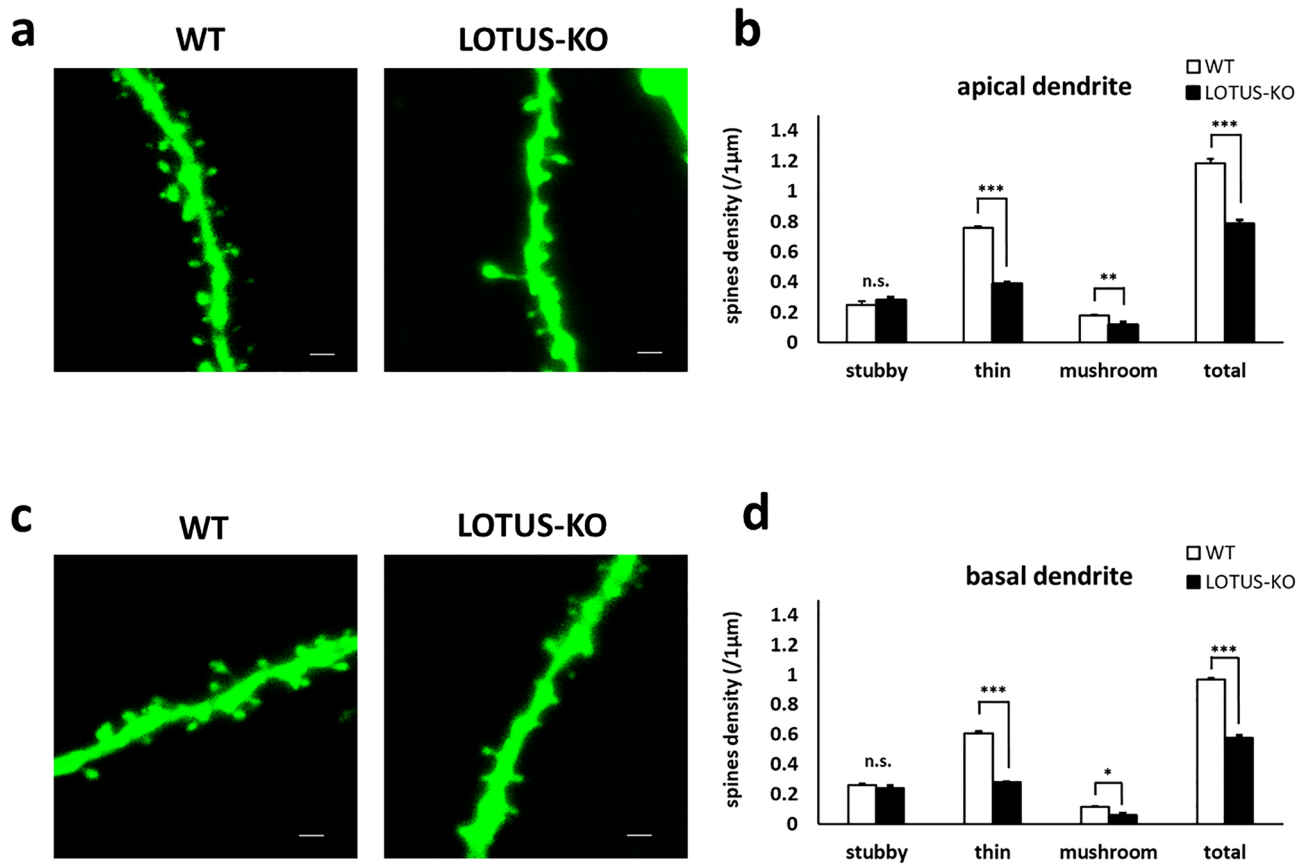 a
WT
LOTUS-KO
b
apical dendrite
WT
LOTUS-KO
spines density (/1μm)
1.4
1.2
1
0.8
0.6
0.4
0.2
0
n.s.
***
**
***
stubby
thin
mushroom
total
c
WT
LOTUS-KO
d
basal dendrite
WT
LOTUS-KO
spines density (/1μm)
1.4
1.2
1
0.8
0.6
0.4
0.2
0
n.s.
***
*
***
stubby
thin
mushroom
total